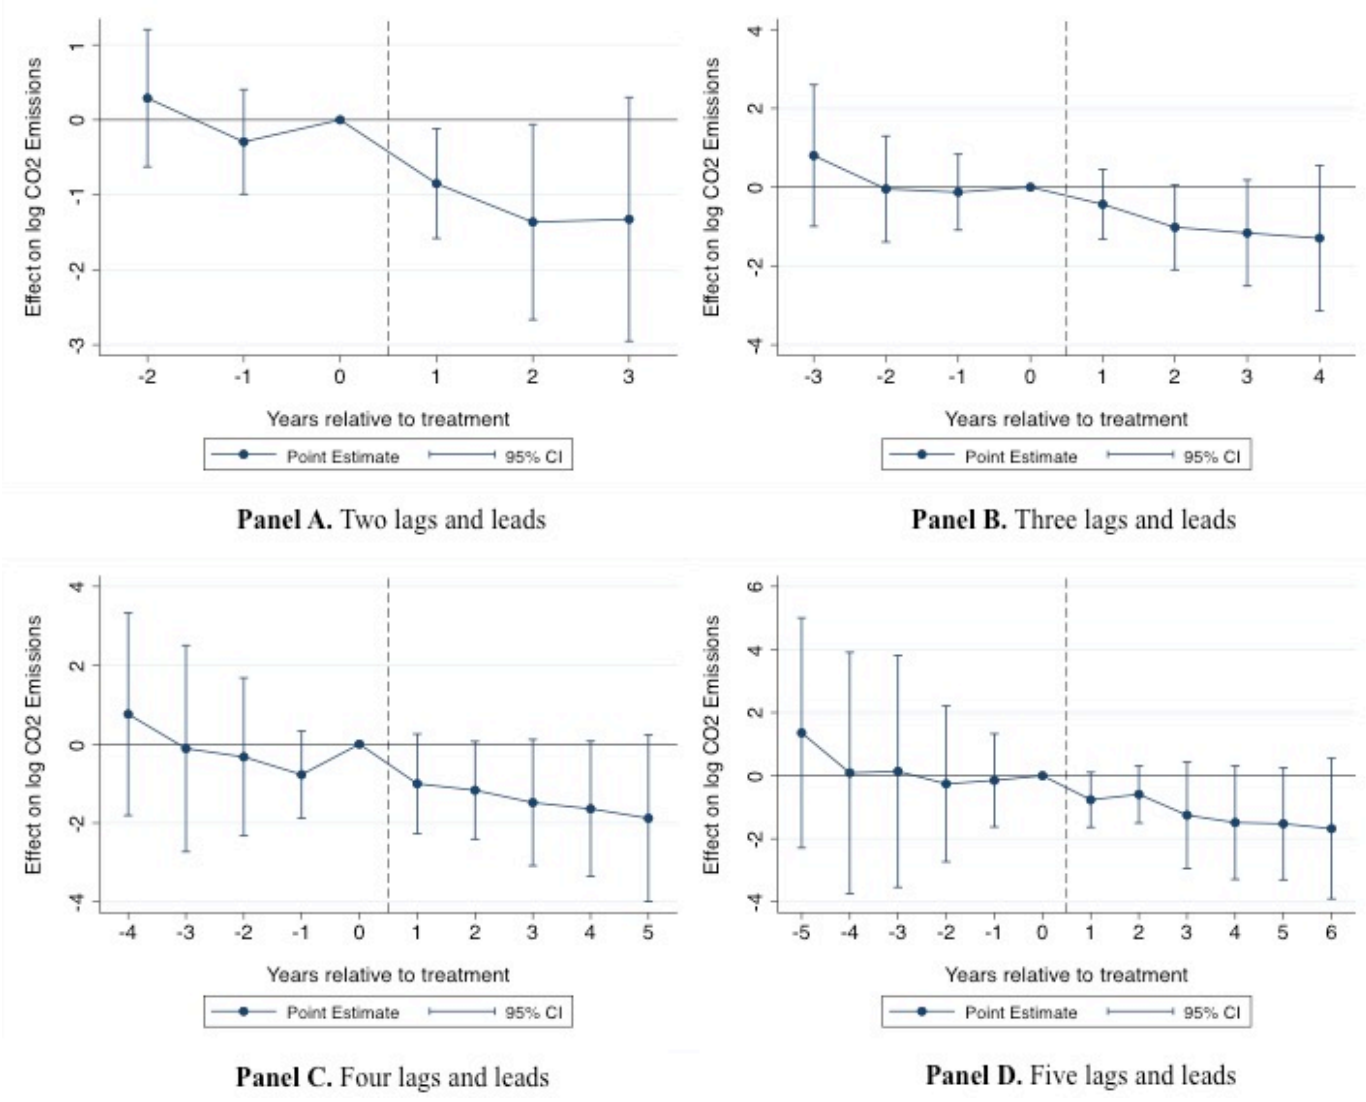 Effect on log CO2 Emissions
1
0
-1
-2
-3
-2 -1 0 1 2 3
Years relative to treatment
Point Estimate 95% CI
Panel A. Two lags and leads
Effect on log CO2 Emissions
4
2
0
-2
-4
-3 -2 -1 0 1 2 3 4
Years relative to treatment
Point Estimate 95% CI
Panel B. Three lags and leads
Effect on log CO2 Emissions
4
2
0
-2
-4
-4 -3 -2 -1 0 1 2 3 4 5
Years relative to treatment
Point Estimate 95% CI
Panel C. Four lags and leads
Effect on log CO2 Emissions
6
4
2
0
-2
-4
-5 -4 -3 -2 -1 0 1 2 3 4 5 6
Years relative to treatment
Point Estimate 95% CI
Panel D. Five lags and leads